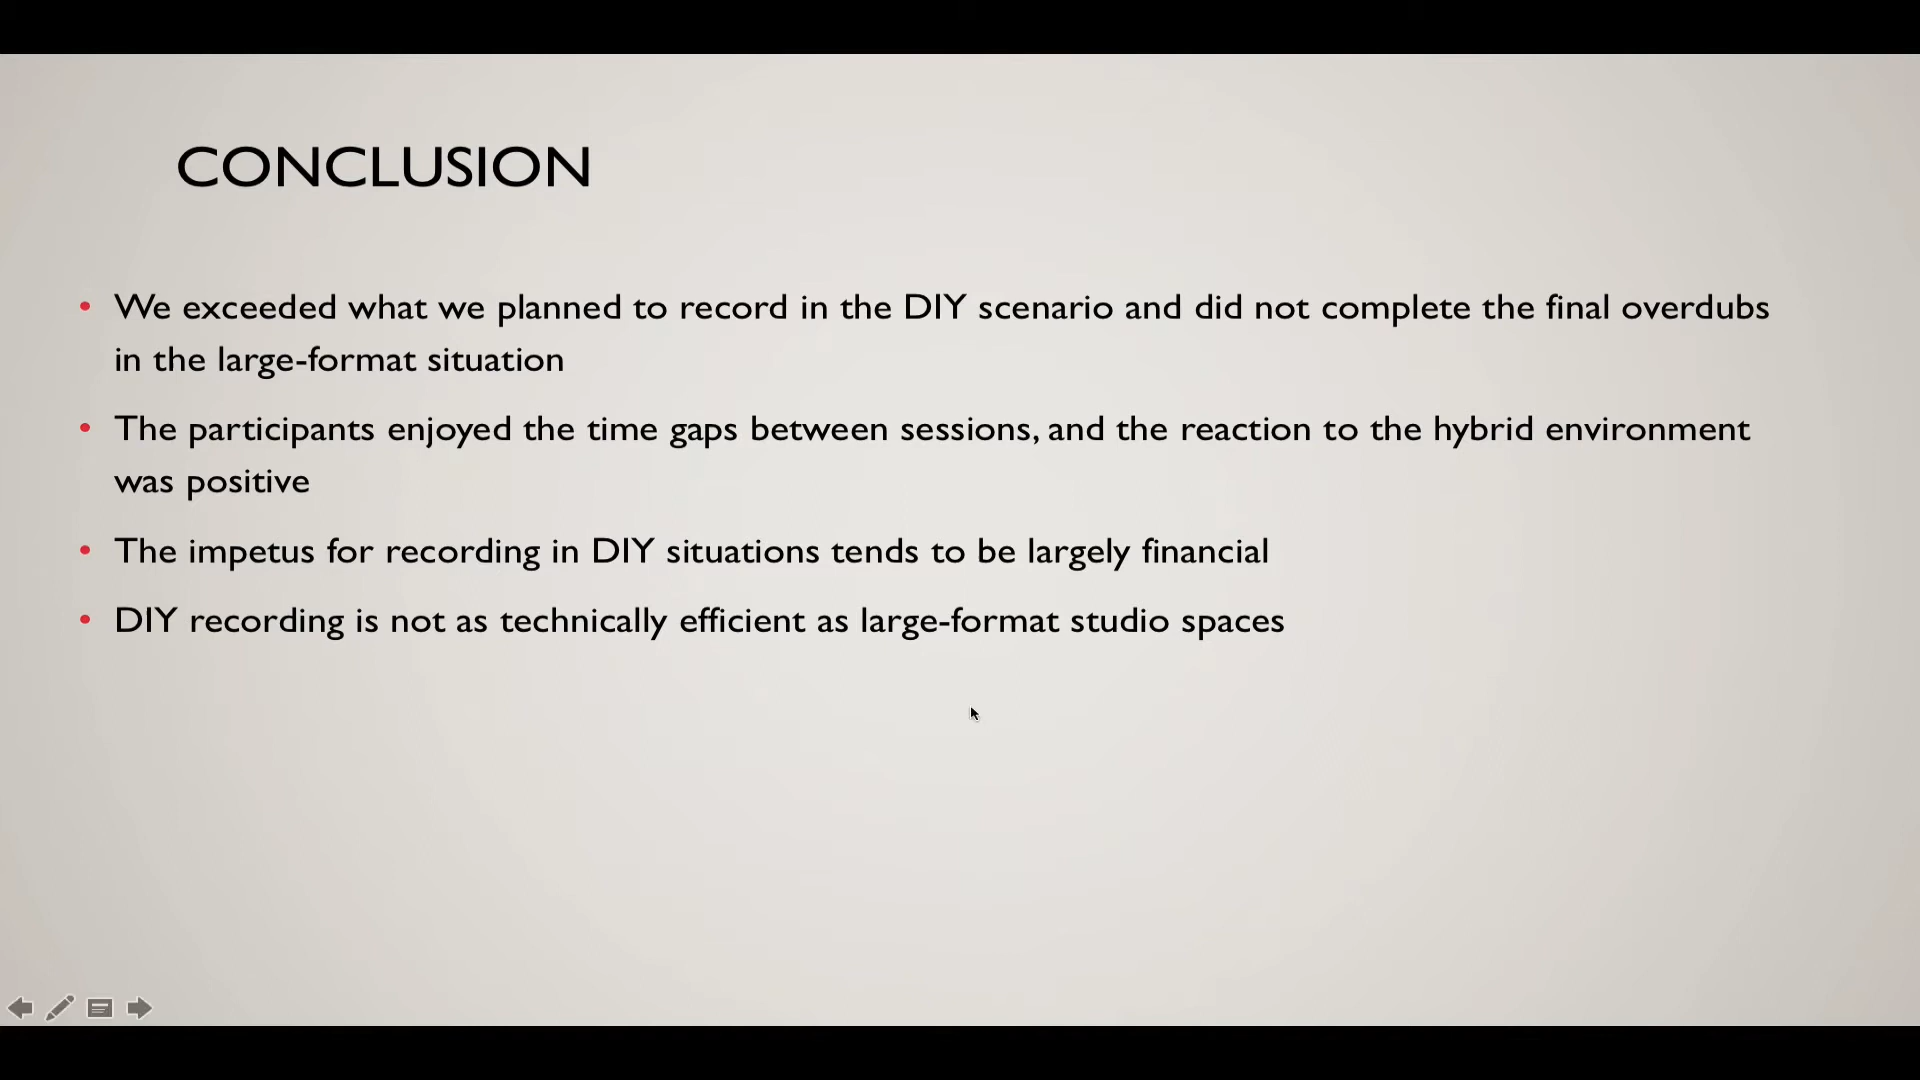 CONCLUSION
• We exceeded what we planned to record in the DIY scenario and did not complete the final overdubs
in the large-format situation
• The participants enjoyed the time gaps between sessions, and the reaction to the hybrid environment
was positive
• The impetus for recording in DIY situations tends to be largely financial
• DIY recording is not as technically efficient as large-format studio spaces